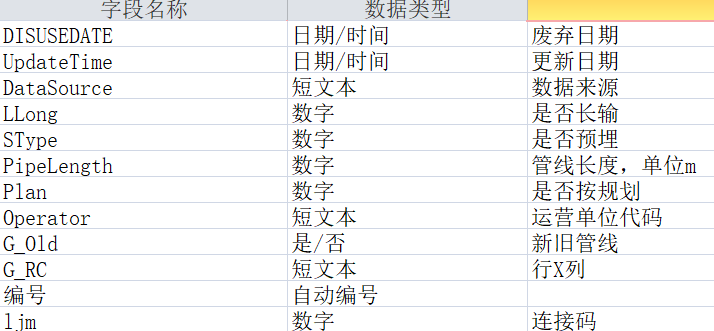 字段名称 数据类型
DISUSEDATE 日期/时间 废弃日期
UpdateTime 日期/时间 更新日期
DataSource 短文本 数据来源
LLong 数字 是否长输
SType 数字 是否预埋
PipeLength 数字 管线长度，单位m
Plan 数字 是否按规划
Operator 短文本 运营单位代码
G_Old 是/否 新旧管线
G_RC 短文本 行X列
编号 自动编号
ljm 数字 连接码